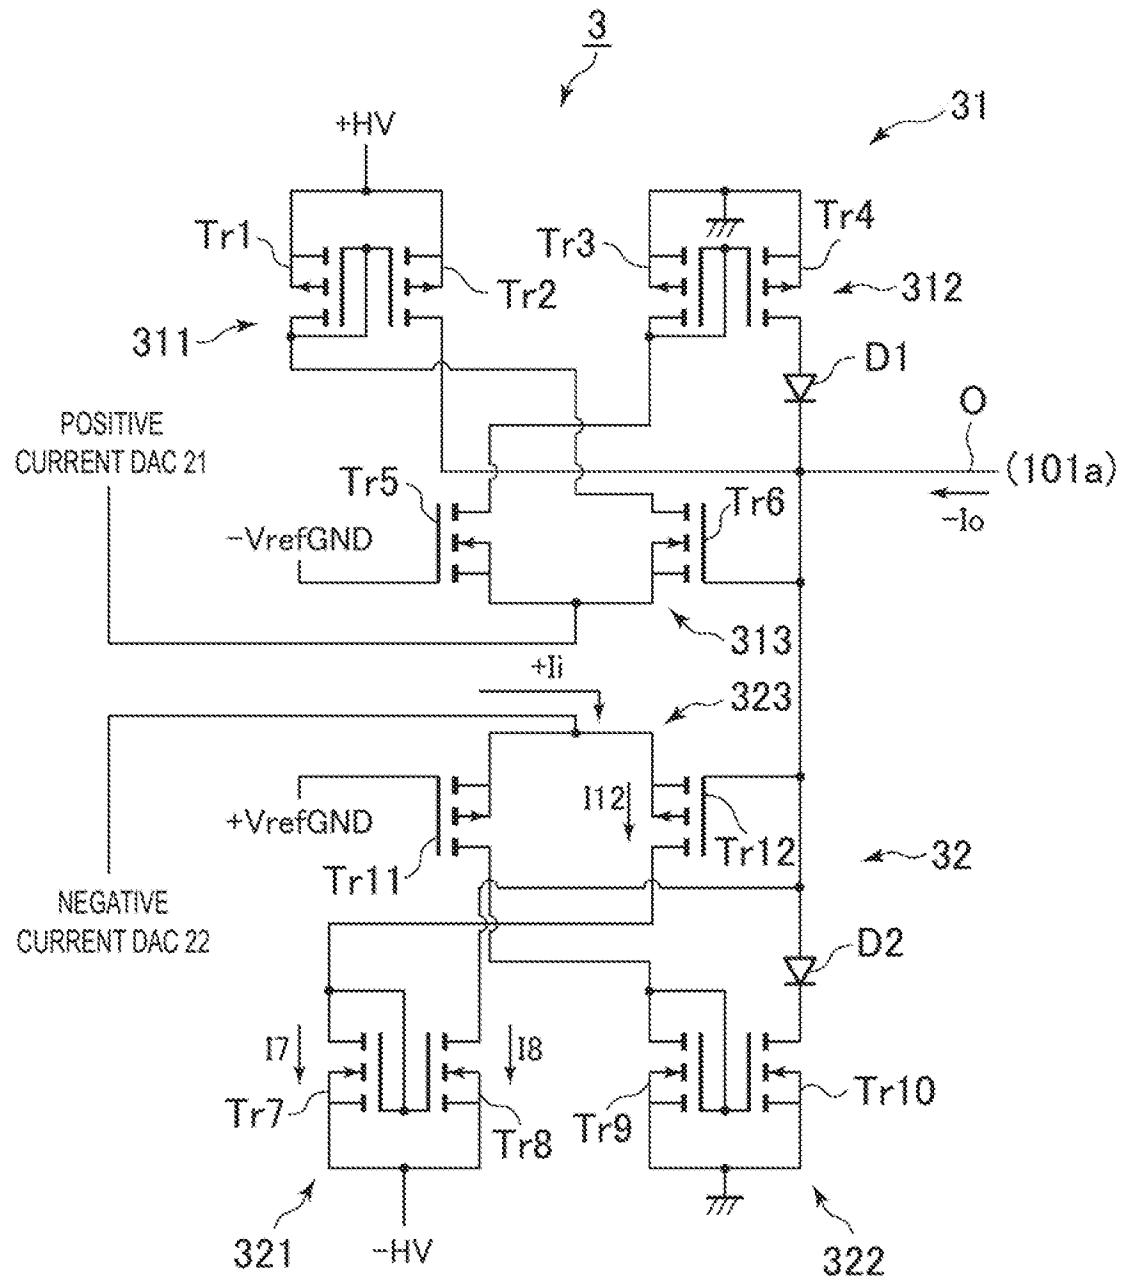 3
31
+HV
Tr1
Tr2
Tr3
Tr4
311
312
D1
POSITIVE
CURRENT DAC 21
O
(101a)
-Io
Tr5
Tr6
-VrefGND
313
+Ii
323
I12
+VrefGND
Tr11
Tr12
32
NEGATIVE
CURRENT DAC 22
D2
I7
I8
Tr7
Tr8
Tr9
Tr10
321
-HV
322